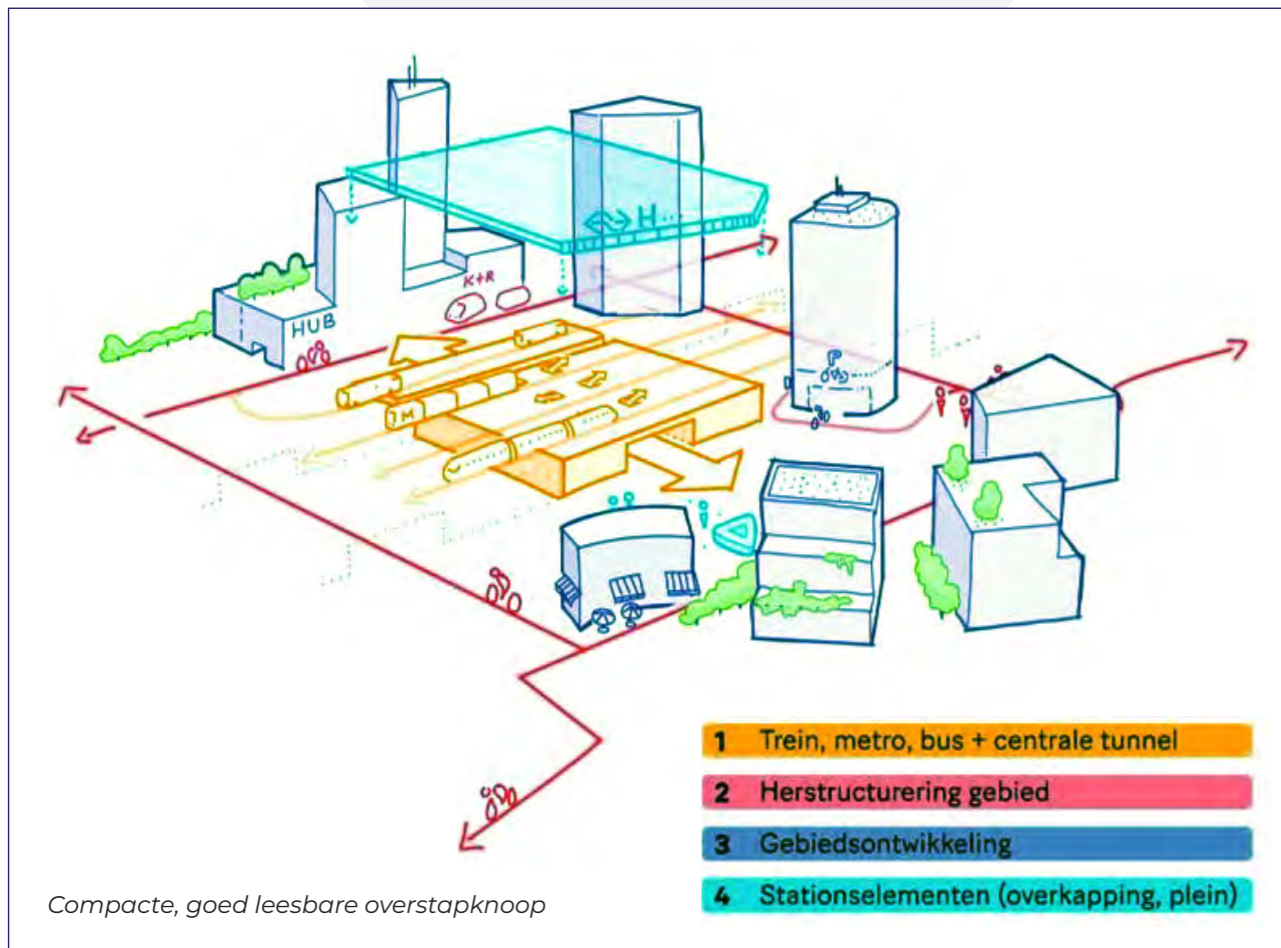 H
K+R
HUB
M
P
1 Trein, metro, bus + centrale tunnel
2 Herstructurering gebied
3 Gebiedsontwikkeling
4 Stationselementen (overkapping, plein)
Compacte, goed leesbare overstapknoop